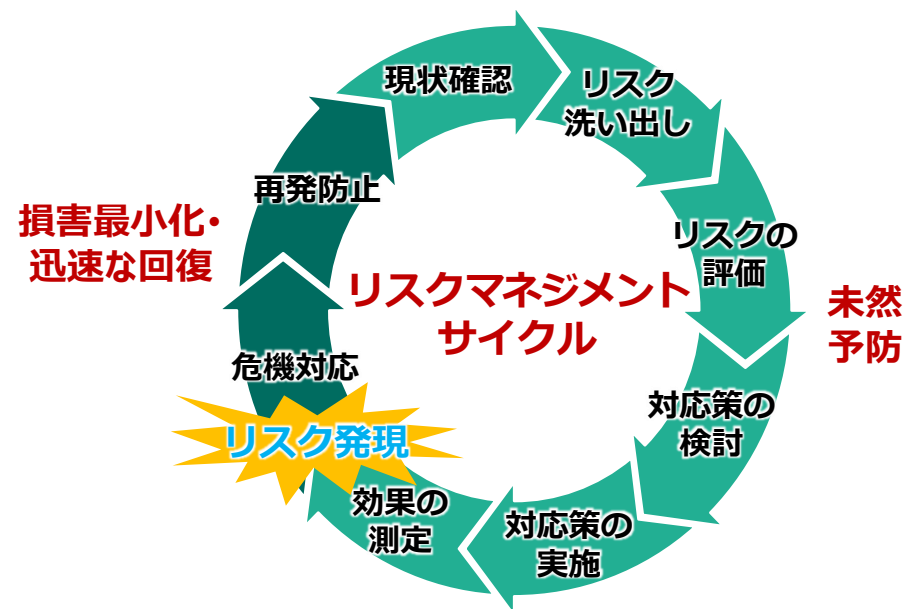 現状確認
リスク
洗い出し
リスクの
評価
未然
予防
対応策の
検討
対応策の
実施
効果の
測定
リスク発現
危機対応
再発防止
損害最小化・
迅速な回復
リスクマネジメント
サイクル